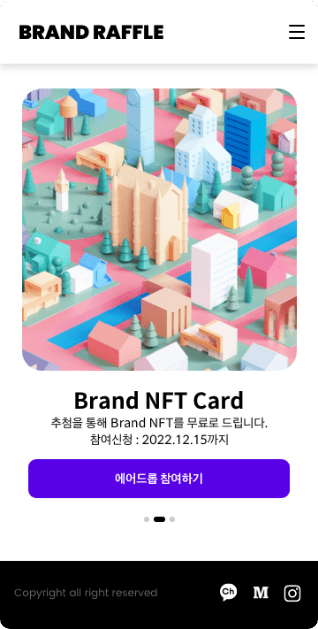 BRAND RAFFLE
Brand NFT Card
추첨을 통해 Brand NFT를 무료로 드립니다.
참여신청 : 2022.12.15까지
에어드롭 참여하기
Copyright all right reserved
Ch
M